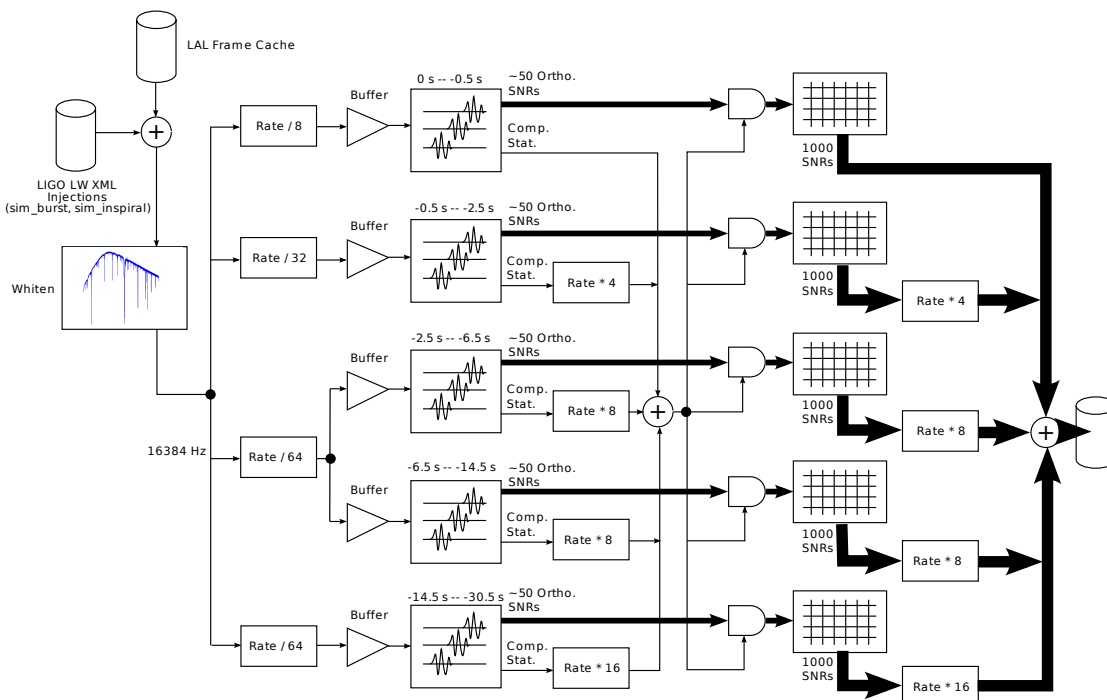 LAL Frame Cache
+
LIGO LW XML
Injections
(sim_burst, sim_inspiral)
Whiten
16384 Hz
Rate / 8
Buffer
0 s -- -0.5 s
~50 Ortho.
SNRs
Comp.
Stat.
1000
SNRs
Rate / 32
Buffer
-0.5 s -- -2.5 s
~50 Ortho.
SNRs
Comp.
Stat.
Rate * 4
1000
SNRs
Rate * 4
Buffer
-2.5 s -- -6.5 s
~50 Ortho.
SNRs
Comp.
Stat.
Rate * 8
+
1000
SNRs
Rate * 8
+
Rate / 64
Buffer
-6.5 s -- -14.5 s
~50 Ortho.
SNRs
Comp.
Stat.
Rate * 8
1000
SNRs
Rate * 8
Rate / 64
Buffer
-14.5 s -- -30.5 s
~50 Ortho.
SNRs
Comp.
Stat.
Rate * 16
1000
SNRs
Rate * 16